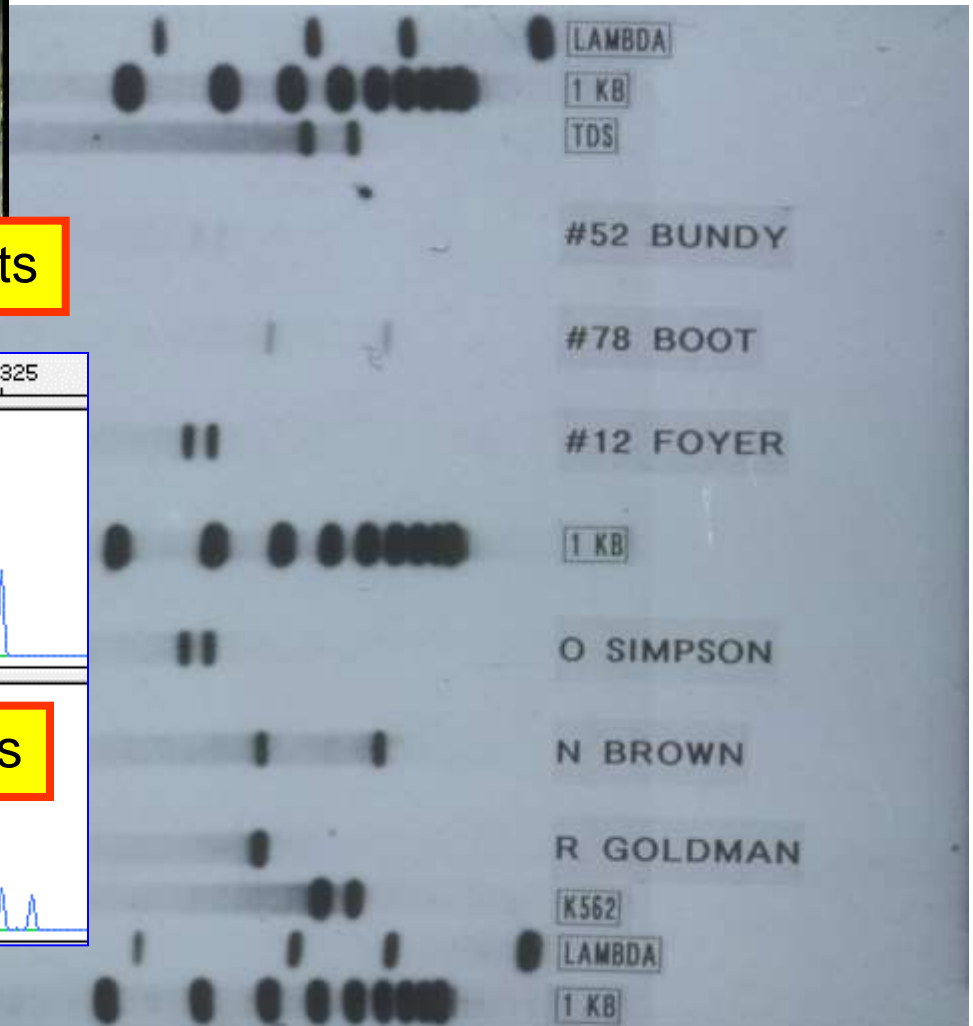 LAMBDA
1 KB
TDS
#52 BUNDY
ts
#78 BOOT
325
#12 FOYER
1 KB
O SIMPSON
N BROWN
s
R GOLDMAN
K562
LAMBDA
1 KB